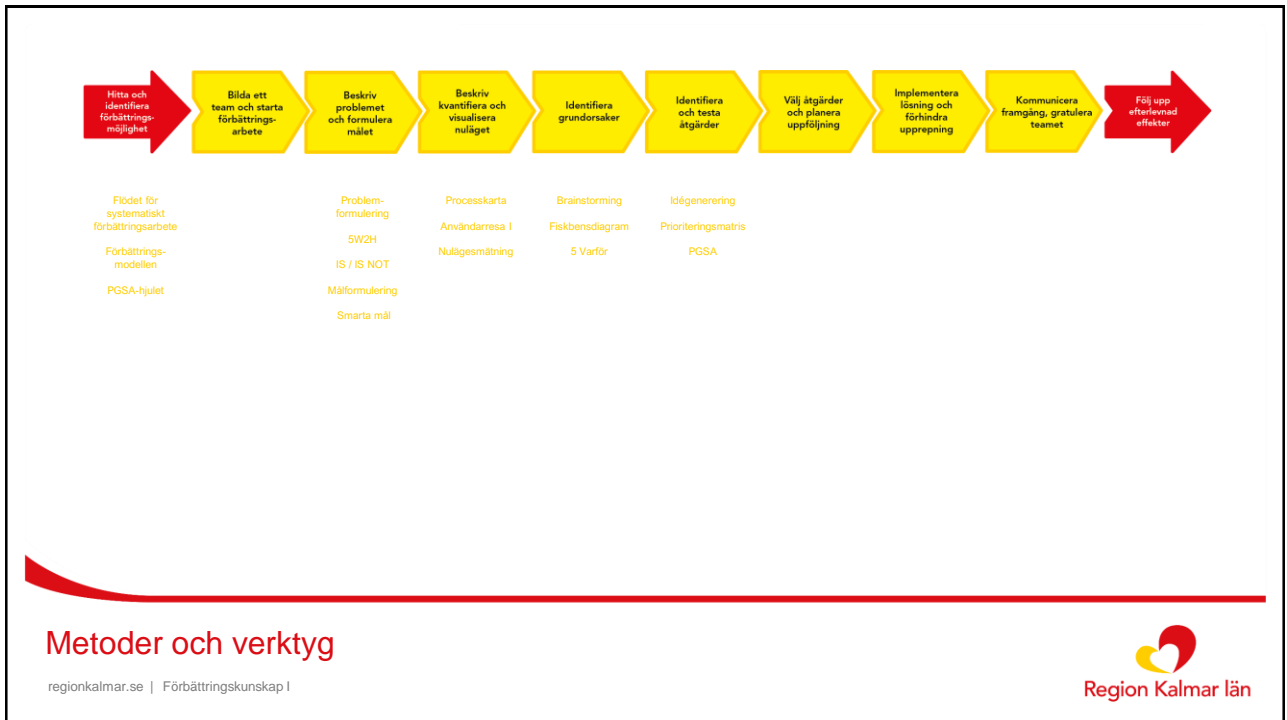 Hitta och
identifiera
förbättrings-
möjlighet
Bilda ett
team och starta
förbättrings-
arbete
Beskriv
problemet
och formulera
målet
Beskriv
kvantifiera och
visualisera
nuläget
Identifiera
grundorsaker
Identifiera
och testa
åtgärder
Välj åtgärder
och planera
uppföljning
Implementera
lösning och
förhindra
upprepning
Kommunicera
framgång, gratulera
teamet
Följ upp
efterlevnad
effekter
Flödet för
systematiskt
förbättringsarbete
Förbättrings-
modellen
PGSA-hjulet
Problem-
formulering
5W2H
IS / IS NOT
Målformulering
Smarta mål
Processkarta
Användarresa I
Nulägesmätning
Brainstorming
Fiskbensdiagram
5 Varför
Idégenerering
Prioriteringsmatris
PGSA
Metoder och verktyg
regionkalmar.se | Förbättringskunskap I
Region Kalmar län